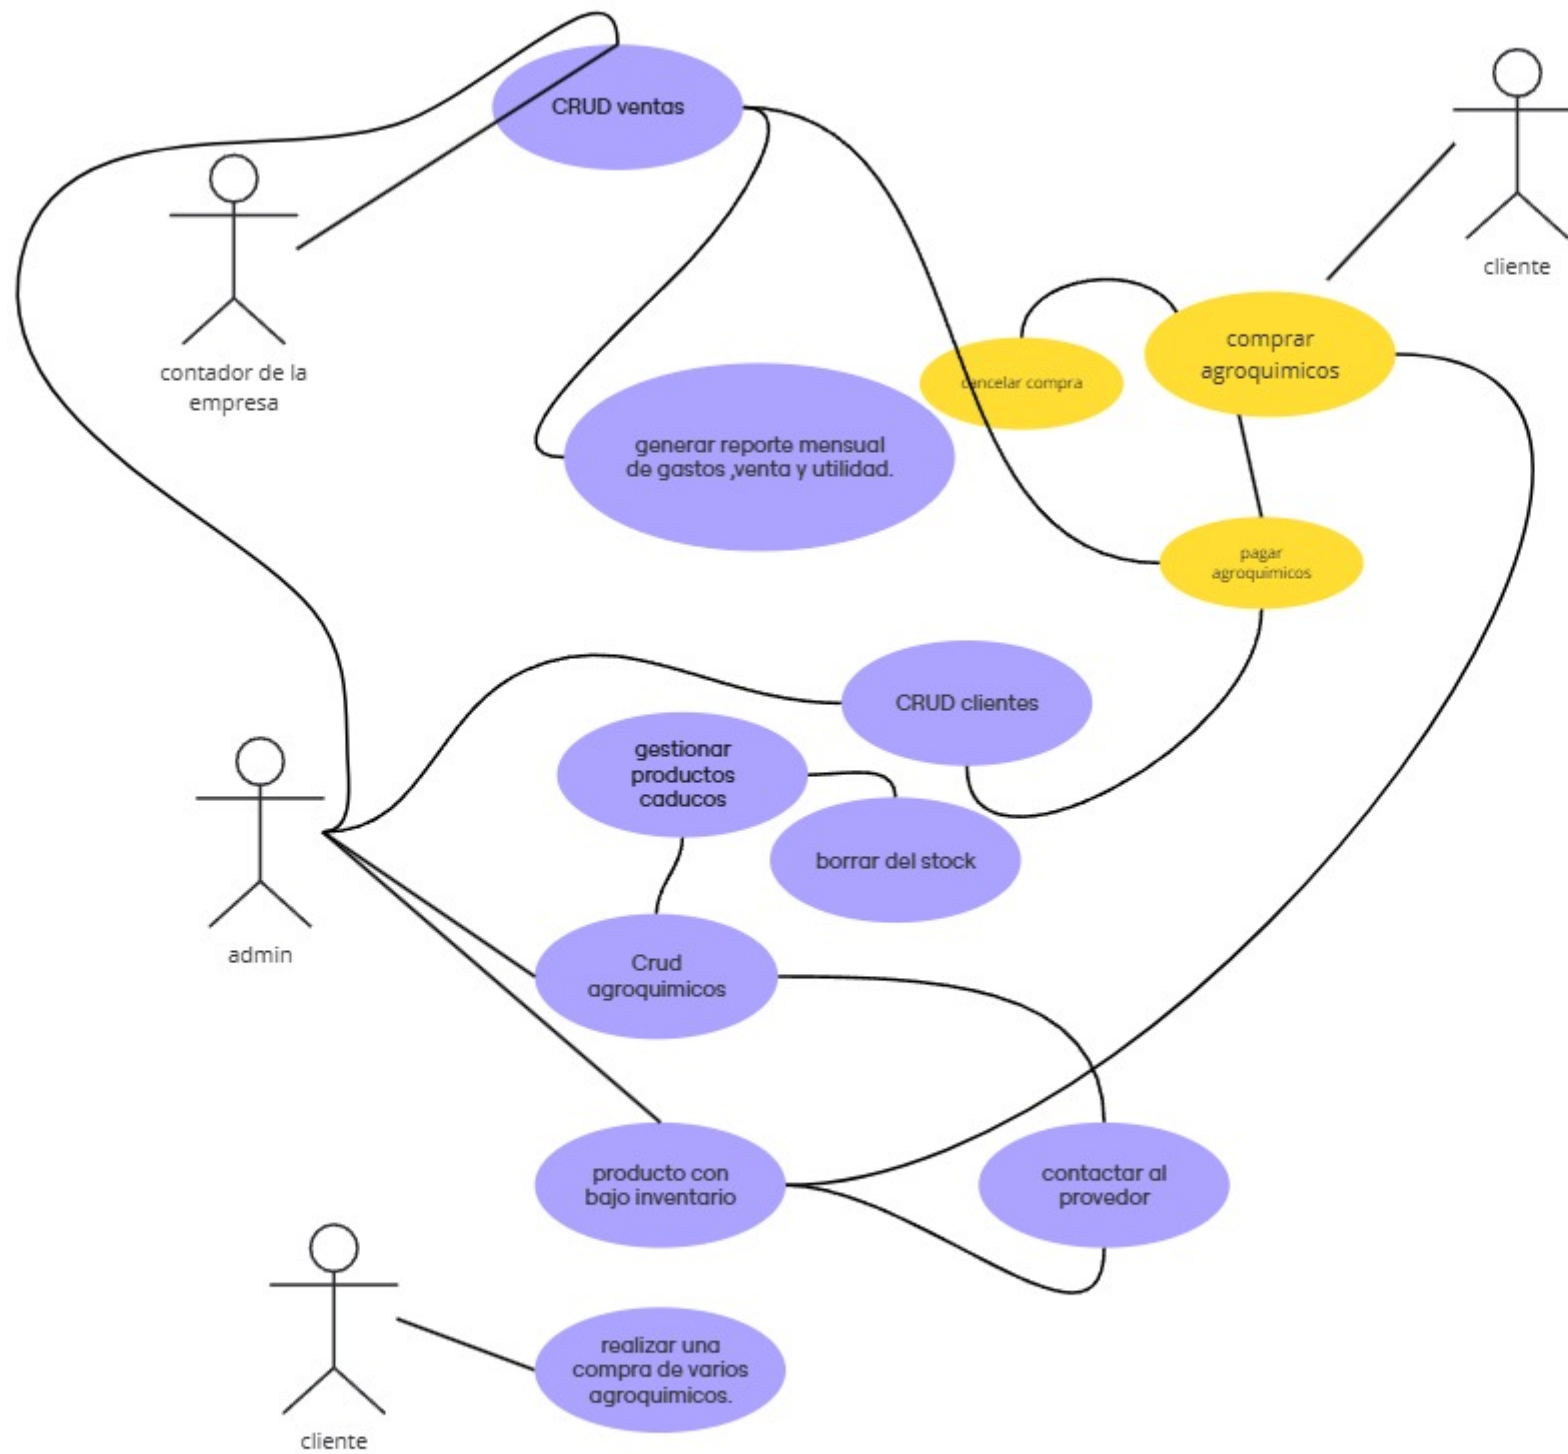 CRUD ventas
cliente
contador de la
empresa
comprar
agroquimicos
cancelar compra
generar reporte mensual
de gastos ,venta y utilidad.
pagar
agroquimicos
CRUD clientes
gestionar
productos
caducos
borrar del stock
admin
Crud
agroquimicos
producto con
bajo inventario
contactar al
provedor
realizar una
compra de varios
agroquimicos.
cliente